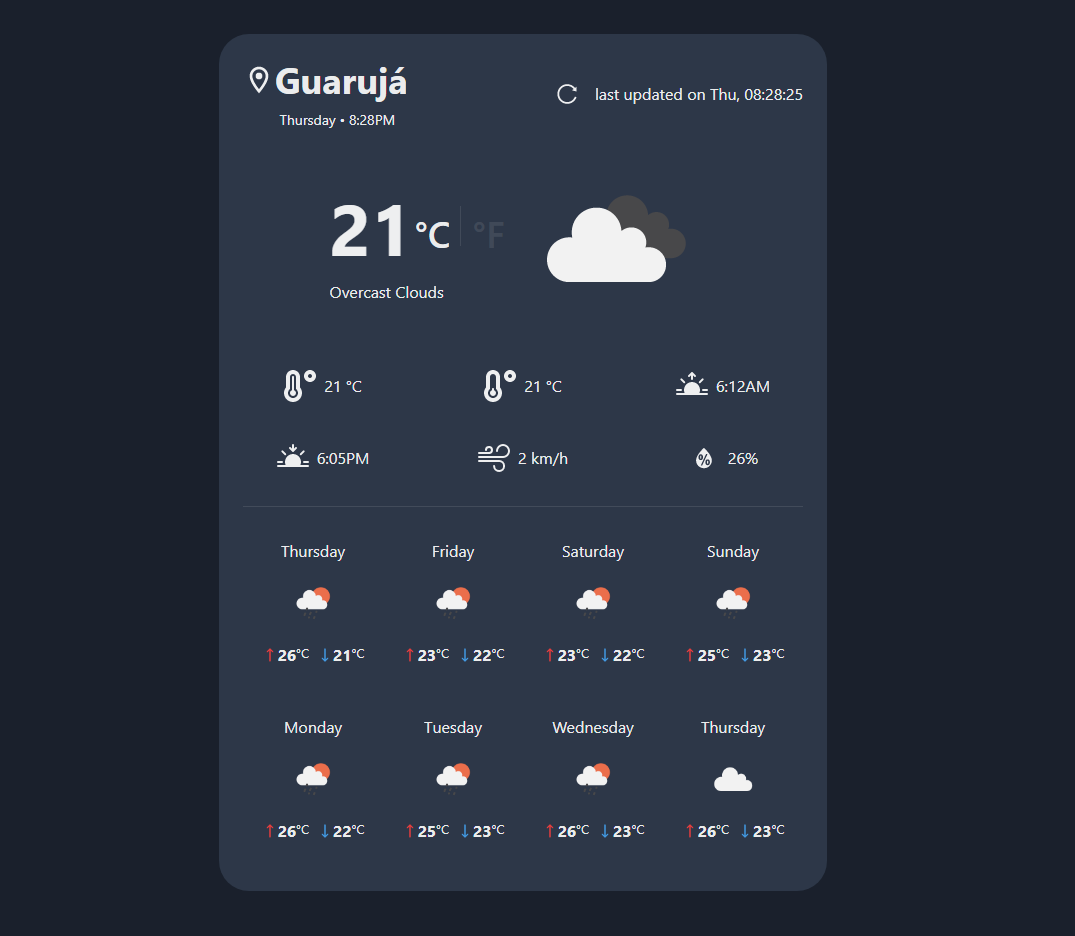 Guarujá
last updated on Thu, 08:28:25
Thursday • 8:28PM
21 °C °F
Overcast Clouds
21 °C
21 °C
6:12AM
6:05PM
2 km/h
% 26%
Thursday Friday Saturday Sunday
↑ 26°C ↓ 21°C ↑ 23°C ↓ 22°C ↑ 23°C ↓ 22°C ↑ 25°C ↓ 23°C
Monday Tuesday Wednesday Thursday
↑ 26°C ↓ 22°C ↑ 25°C ↓ 23°C ↑ 26°C ↓ 23°C ↑ 26°C ↓ 23°C